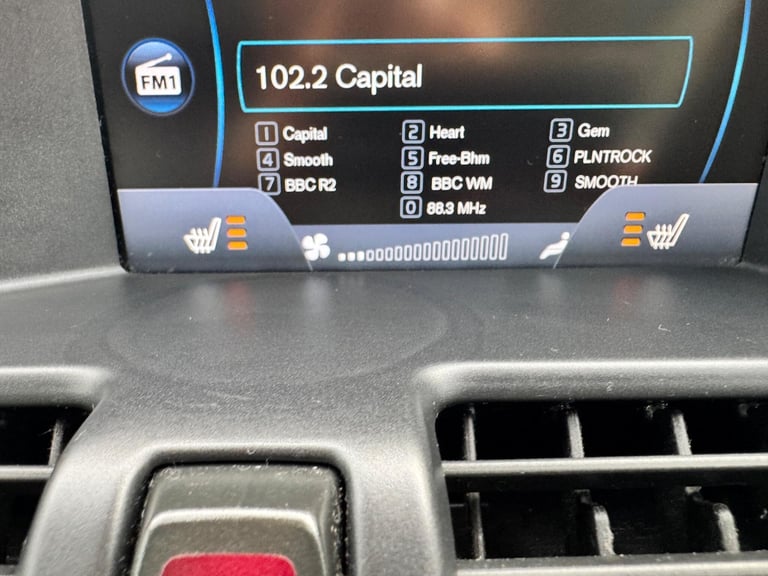 FM1
102.2 Capital
1 Capital 2 Heart 3 Gem
4 Smooth 5 Free-Bhm 6 PLNTROCK
7 BBC R2 8 BBC WM 9 SMOOTH
0 88.3 MHz